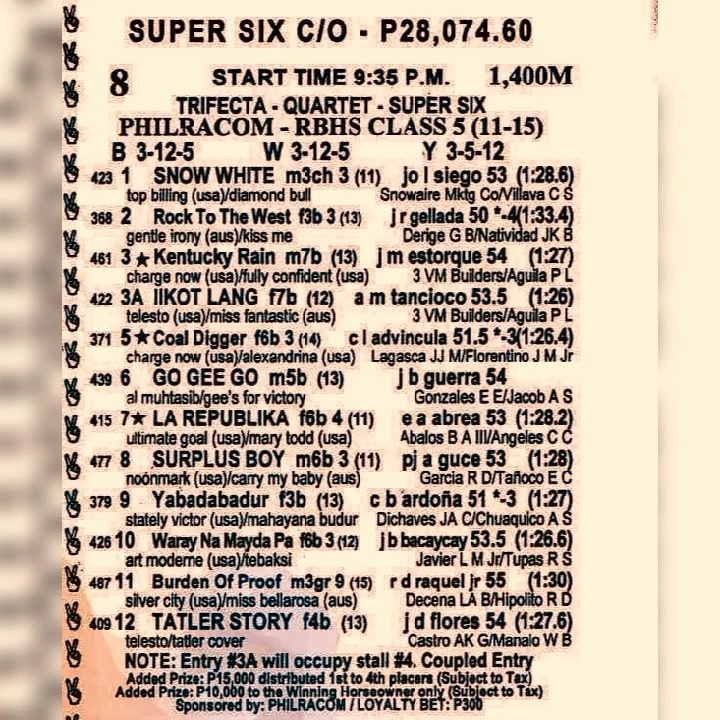 SUPER SIX C/O - P28,074.60
8 START TIME 9:35 P.M. 1,400M
TRIFECTA - QUARTET - SUPER SIX
PHILRACOM - RBHS CLASS 5 (11-15)
B 3-12-5 W 3-12-5 Y 3-5-12
423 1 SNOW WHITE m3ch 3 (11) jo l siego 53 (1:28.6)
top billing (usa)/diamond bull Snowaire Mktg Co/Villava C S
368 2 Rock To The West f3b 3 (13) j r gellada 50 *-4(1:33.4)
gentle irony (aus)/kiss me Derige G B/Natividad JK B
461 3 ★ Kentucky Rain m7b (13) j m estorque 54 (1:27)
charge now (usa)/fully confident (usa) 3 VM Builders/Aguila P L
422 3A IIKOT LANG f7b (12) a m tancioco 53.5 (1:26)
telesto (usa)/miss fantastic (aus) 3 VM Builders/Aguila P L
371 5 ★ Coal Digger f6b 3 (14) c l advincula 51.5 *-3(1:26.4)
charge now (usa)/alexandrina (usa) Lagasca JJ M/Florentino J M Jr
439 6 GO GEE GO m5b (13) j b guerra 54
al muhtasib/gee's for victory Gonzales E E/Jacob A S
415 7★ LA REPUBLIKA f6b 4 (11) e a abrea 53 (1:28.2)
ultimate goal (usa)/mary todd (usa) Abalos B A III/Angeles C C
477 8 SURPLUS BOY m6b 3 (11) pj a guce 53 (1:28)
noonmark (usa)/carry my baby (aus) Garcia R D/Tañoco E C
379 9 Yabadabadur f3b (13) c b ardoña 51 *-3 (1:27)
stately victor (usa)/mahayana budur Dichaves JA C/Chuaquico A S
426 10 Waray Na Mayda Pa f6b 3 (12) j b bacaycay 53.5 (1:26.6)
art moderne (usa)/tebaksi Javier L M Jr/Tupas R S
487 11 Burden Of Proof m3gr 9 (15) r d raquel jr 55 (1:30)
silver city (usa)/miss bellarosa (aus) Decena LA B/Hipolito R D
409 12 TATLER STORY f4b (13) j d flores 54 (1:27.6)
telesto/tatler cover Castro AK G/Manalo W B
NOTE: Entry #3A will occupy stall #4. Coupled Entry
Added Prize: P15,000 distributed 1st to 4th placers (Subject to Tax)
Added Prize: P10,000 to the Winning Horseowner only (Subject to Tax)
Sponsored by: PHILRACOM / LOYALTY BET: P300